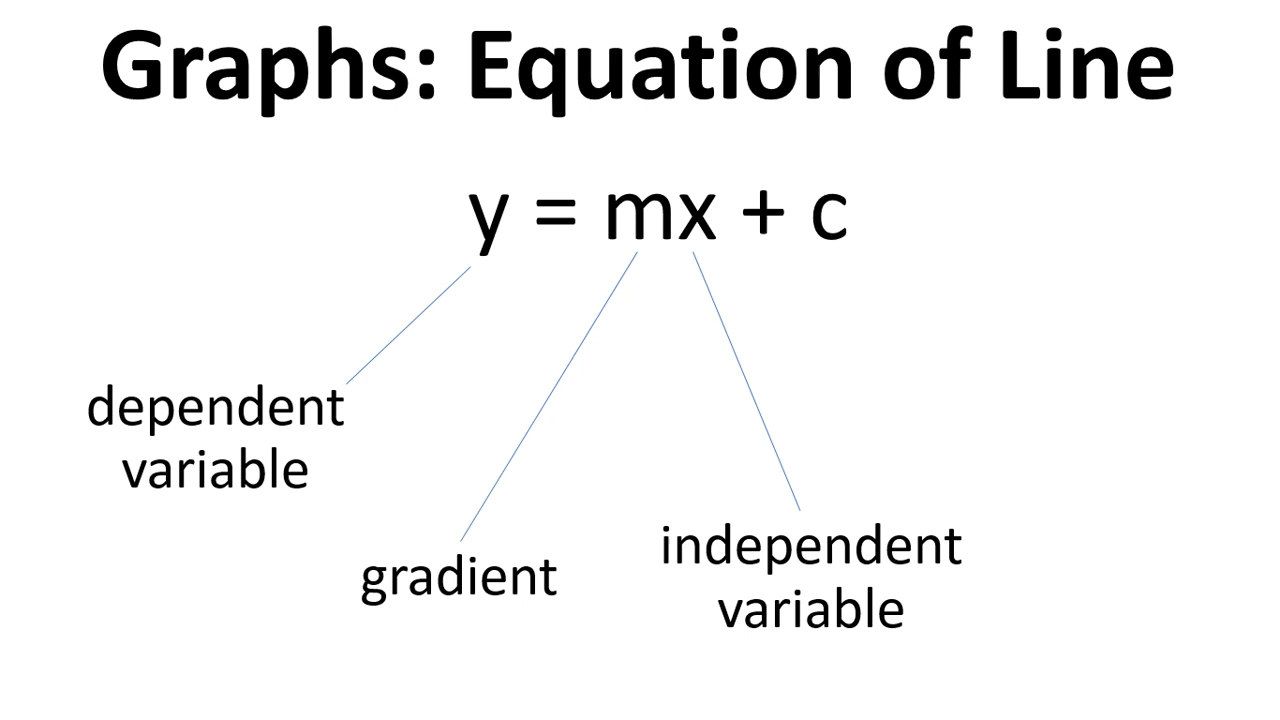 Graphs: Equation of Line
y = mx + c
dependent
variable
gradient
independent
variable